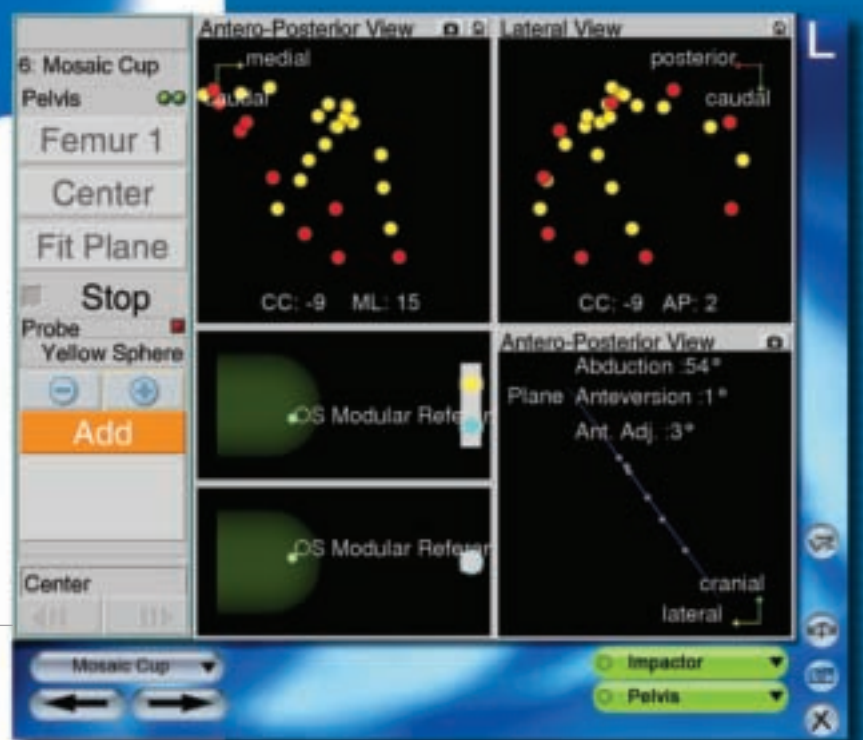 6: Mosaic Cup
Pelvis
Femur 1
Center
Fit Plane
Stop
Probe
Yellow Sphere
Add
Center
Mosaic Cup
Antero-Posterior View
medial
caudal
CC: -9 ML: 15
Lateral View
L
posterior
caudal
CC: -9 AP: 2
OS Modular Referen
OS Modular Referen
Antero-Posterior View
Abduction :54°
Plane Anteversion :1°
Ant. Adj. :3°
cranial
lateral
Impactor
Pelvis
X